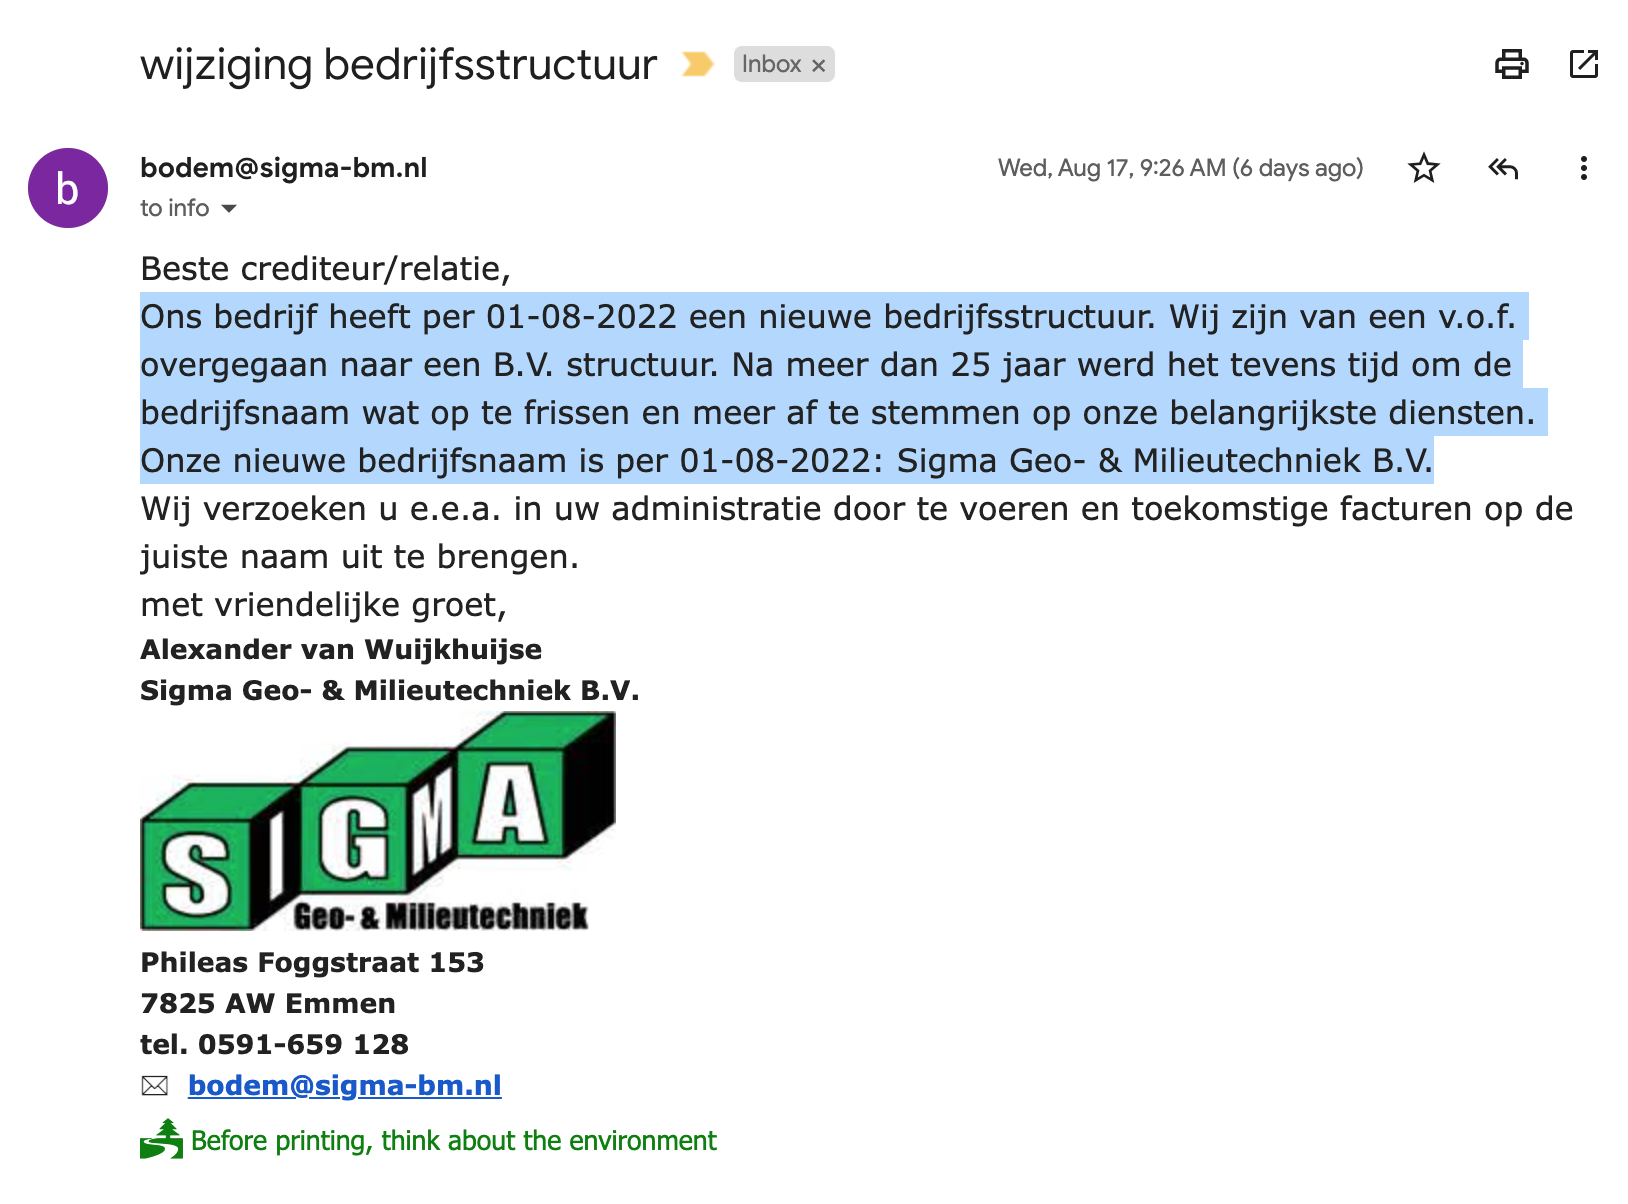 wijziging bedrijfsstructuur Inbox ×
b
bodem@sigma-bm.nl Wed, Aug 17, 9:26 AM (6 days ago)
to info
Beste crediteur/relatie,
Ons bedrijf heeft per 01-08-2022 een nieuwe bedrijfsstructuur. Wij zijn van een v.o.f.
overgegaan naar een B.V. structuur. Na meer dan 25 jaar werd het tevens tijd om de
bedrijfsnaam wat op te frissen en meer af te stemmen op onze belangrijkste diensten.
Onze nieuwe bedrijfsnaam is per 01-08-2022: Sigma Geo- & Milieutechniek B.V.
Wij verzoeken u e.e.a. in uw administratie door te voeren en toekomstige facturen op de
juiste naam uit te brengen.
met vriendelijke groet,
Alexander van Wuijkhuijse
Sigma Geo- & Milieutechniek B.V.
SIGMA
Geo- & Milieutechniek
Phileas Foggstraat 153
7825 AW Emmen
tel. 0591-659 128
bodem@sigma-bm.nl
Before printing, think about the environment